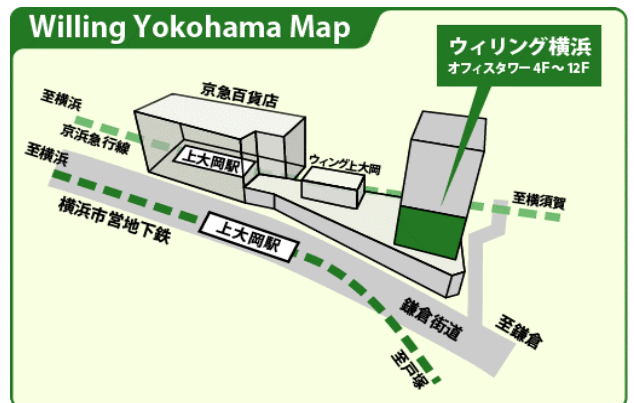 Willing Yokohama Map
ウィリング横浜
オフィスタワー4F～12F
京急百貨店
至横浜
京浜急行線
上大岡駅
ウィング上大岡
至横浜
至横須賀
横浜市営地下鉄
上大岡駅
鎌倉街道
至鎌倉
至戸塚